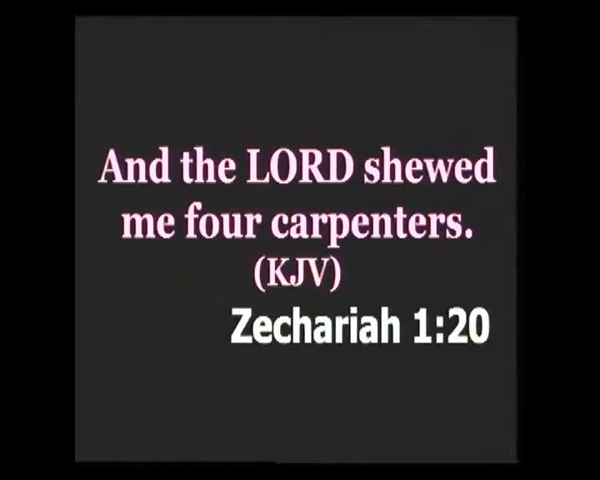 And the LORD shewed
me four carpenters.
(KJV)
Zechariah 1:20